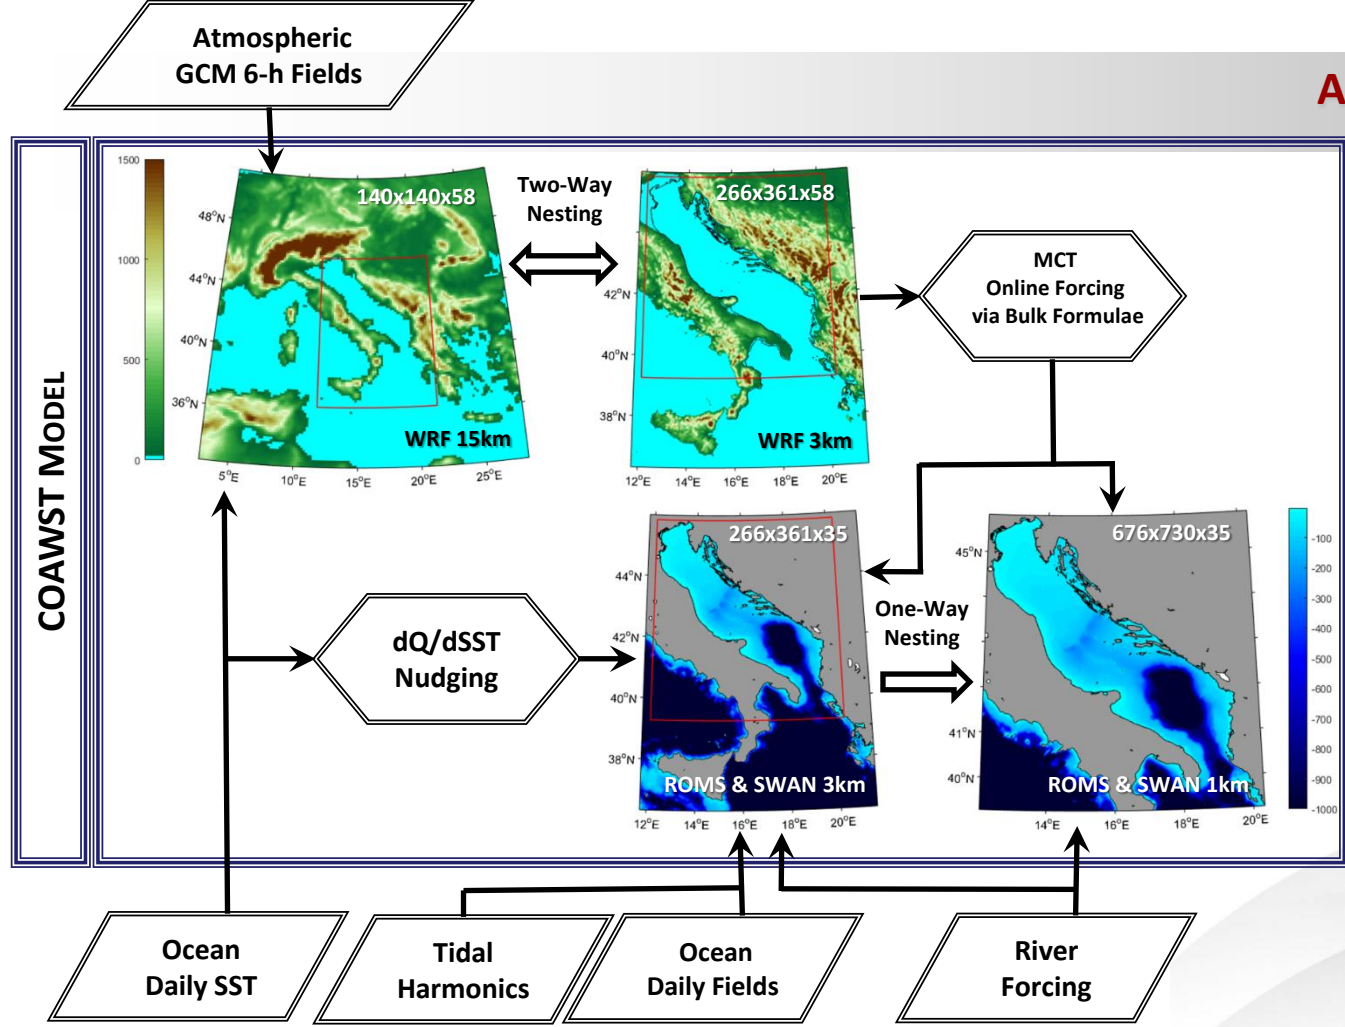 Atmospheric
GCM 6-h Fields
A
COAWST MODEL
1500
1000
500
0
140x140x58
48°N
44°N
40°N
36°N
WRF 15km
5°E
10°E
15°E
20°E
25°E
Two-Way
Nesting
266x361x58
42°N
40°N
38°N
WRF 3km
12°E
14°E
16°E
18°E
20°E
MCT
Online Forcing
via Bulk Formulae
dQ/dSST
Nudging
266x361x35
44°N
42°N
40°N
38°N
ROMS & SWAN 3km
12°E
14°E
16°E
18°E
20°E
One-Way
Nesting
676x730x35
45°N
41°N
40°N
ROMS & SWAN 1km
14°E
16°E
18°E
20°E
-100
-200
-300
-400
-500
-600
-700
-800
-900
-1000
Ocean
Daily SST
Tidal
Harmonics
Ocean
Daily Fields
River
Forcing